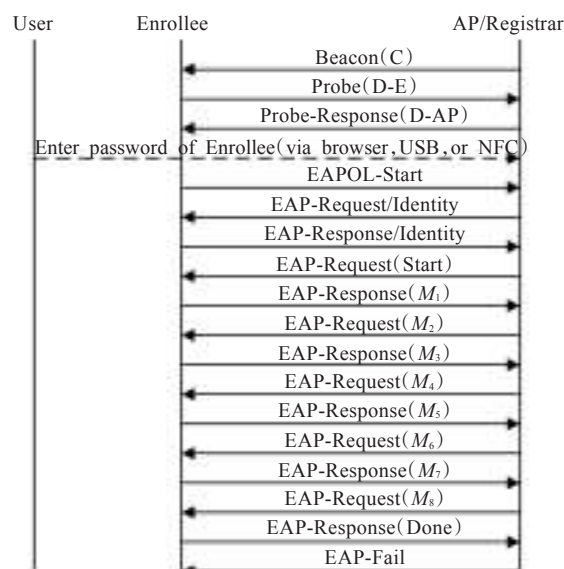 User Enrollee AP/Registrar
Beacon(C)
Probe(D-E)
Probe-Response(D-AP)
Enter password of Enrollee(via browser,USB,or NFC)
EAPOL-Start
EAP-Request/Identity
EAP-Response/Identity
EAP-Request(Start)
EAP-Response(M₁)
EAP-Request(M₂)
EAP-Response(M₃)
EAP-Request(M₄)
EAP-Response(M₅)
EAP-Request(M₆)
EAP-Response(M₇)
EAP-Request(M₈)
EAP-Response(Done)
EAP-Fail